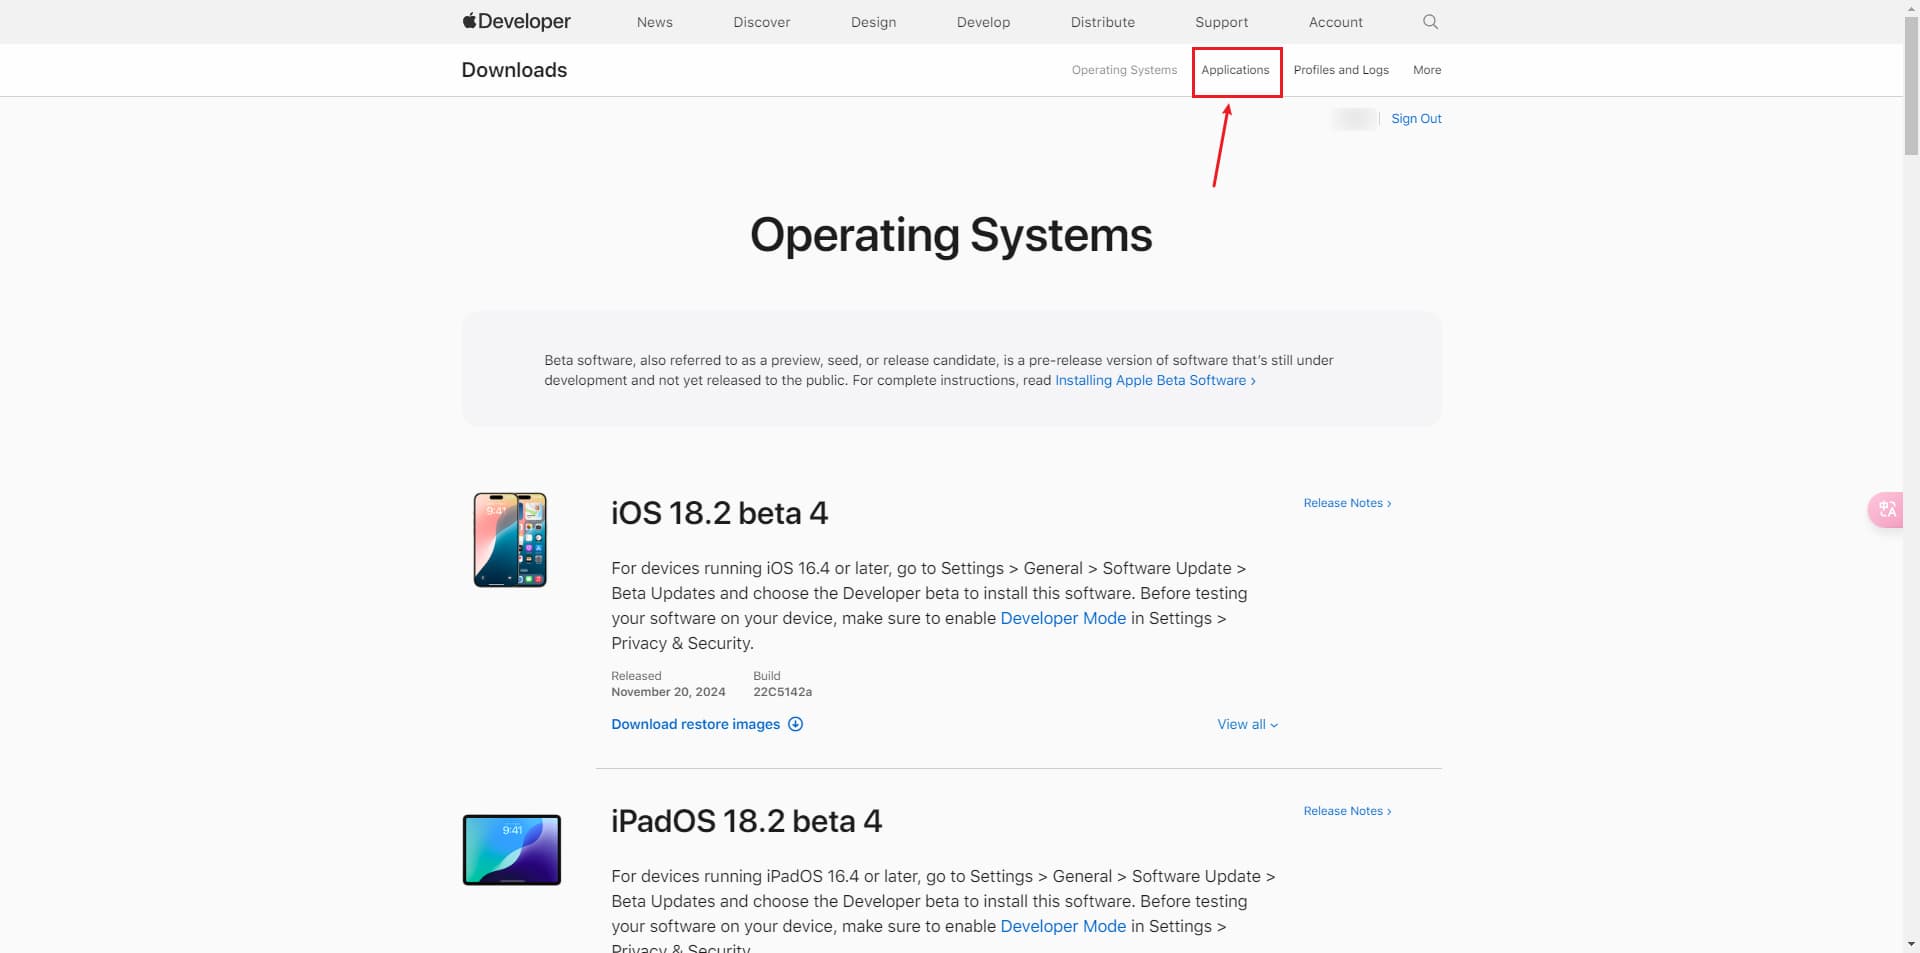 Developer News Discover Design Develop Distribute Support Account
Downloads Operating Systems Applications Profiles and Logs More
Sign Out
Operating Systems
Beta software, also referred to as a preview, seed, or release candidate, is a pre-release version of software that’s still under
development and not yet released to the public. For complete instructions, read Installing Apple Beta Software ›
iOS 18.2 beta 4
Release Notes ›
9:41
For devices running iOS 16.4 or later, go to Settings > General > Software Update >
Beta Updates and choose the Developer beta to install this software. Before testing
your software on your device, make sure to enable Developer Mode in Settings >
Privacy & Security.
Released Build
November 20, 2024 22C5142a
Download restore images View all
iPadOS 18.2 beta 4
Release Notes ›
9:41
For devices running iPadOS 16.4 or later, go to Settings > General > Software Update >
Beta Updates and choose the Developer beta to install this software. Before testing
your software on your device, make sure to enable Developer Mode in Settings >
Privacy & Security.